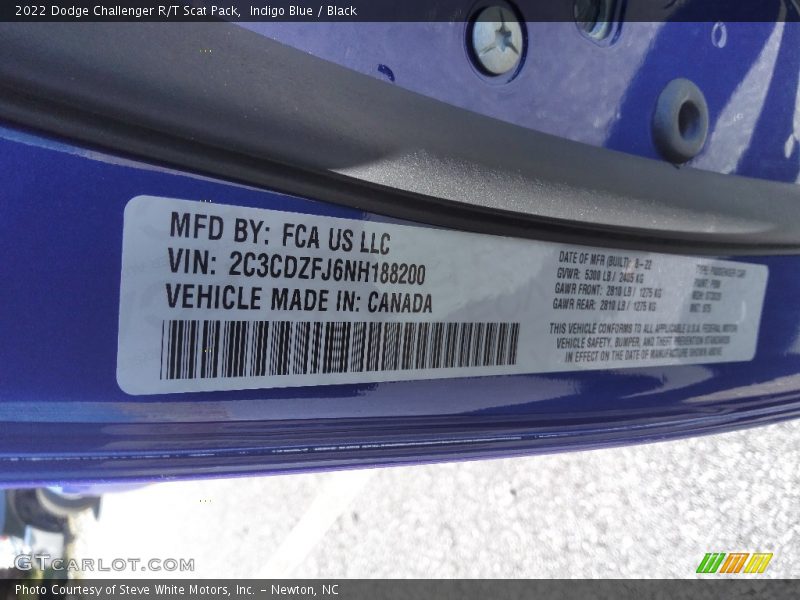 2022 Dodge Challenger R/T Scat Pack, Indigo Blue / Black
MFD BY: FCA US LLC
VIN: 2C3CDZFJ6NH188200
VEHICLE MADE IN: CANADA
DATE OF MFR (BUILT): 8-22
GVWR: 5300 LB / 2405 KG
GAWR FRONT: 2810 LB / 1275 KG
GAWR REAR: 2810 LB / 1275 KG
TYPE: PASSENGER CAR
THIS VEHICLE CONFORMS TO ALL APPLICABLE U.S.A. FEDERAL MOTOR
VEHICLE SAFETY, BUMPER, AND THEFT PREVENTION STANDARDS
IN EFFECT ON THE DATE OF MANUFACTURE SHOWN ABOVE
GTCARLOT.COM
Photo Courtesy of Steve White Motors, Inc. – Newton, NC